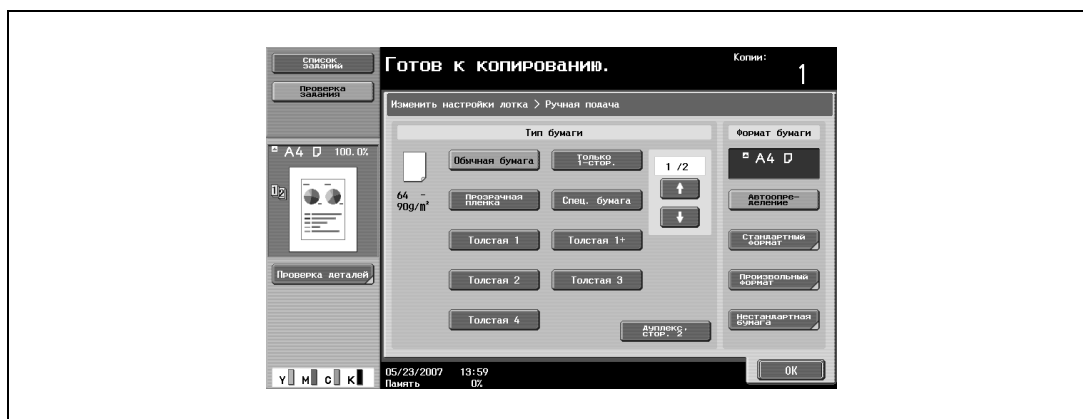 Список
заданий
Проверка
задания
A4 100.0%
12
Проверка деталей
Y M C K
Готов к копированию.
Копии:
1
Изменить настройки лотка > Ручная подача
Тип бумаги
64 - 90g/m²
Обычная бумага
Только
1-стор.
Прозрачная
пленка
Спец. бумага
Толстая 1
Толстая 1+
Толстая 2
Толстая 3
Толстая 4
1 /2
Дуплекс.
стор. 2
Формат бумаги
A4
Автоопре-
деление
Стандартный
формат
Произвольный
формат
Нестандартная
бумага
05/23/2007 13:59
Память 0%
OK